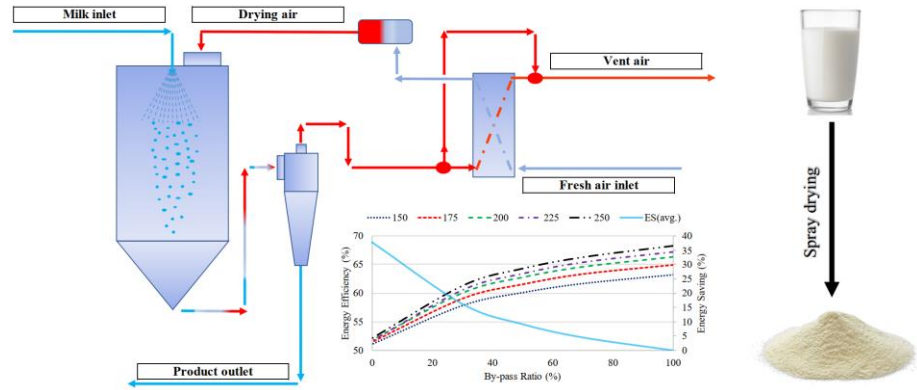 Milk inlet
Drying air
Vent air
Fresh air inlet
Product outlet
150 175 200 225 250 ES(avg.)
Energy Efficiency (%)
70
65
60
55
50
40
35
30
25
20
15
10
5
0
Energy Saving (%)
0 20 40 60 80 100
By-pass Ratio (%)
Spray drying